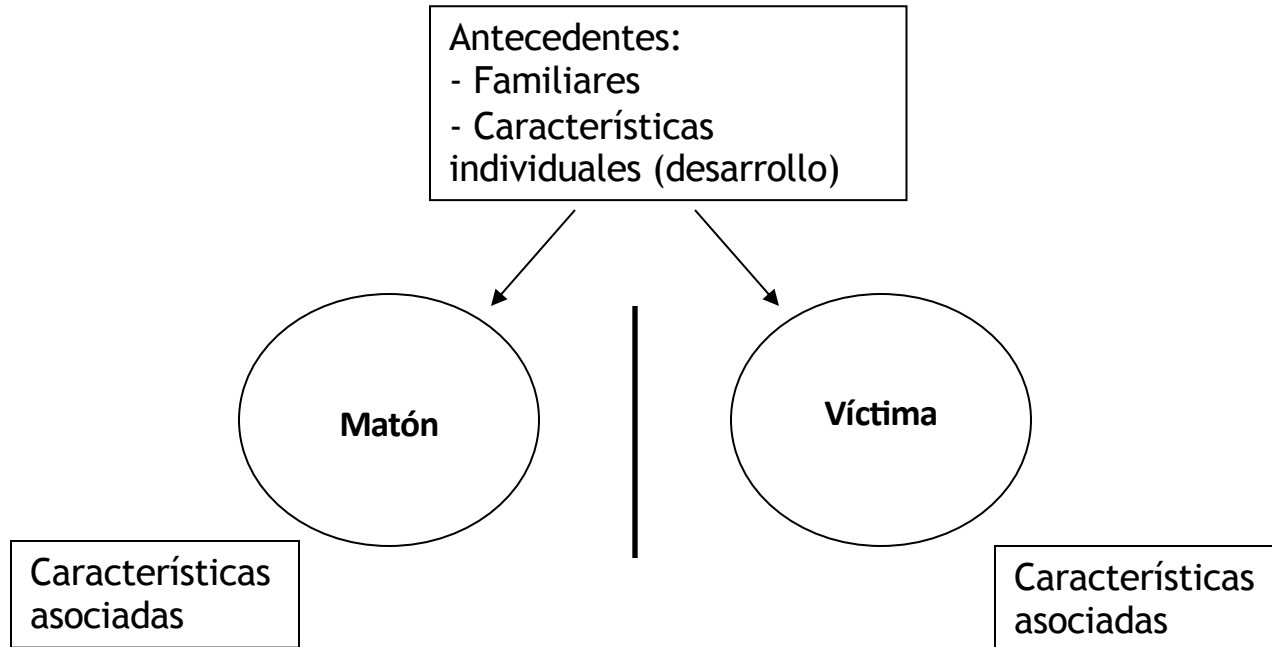 Antecedentes:
- Familiares
- Características
individuales (desarrollo)
Matón
Víctima
Características
asociadas
Características
asociadas